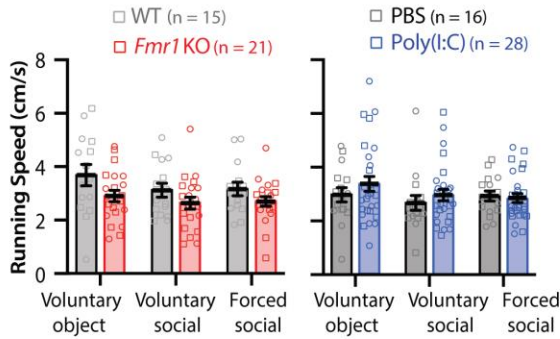 WT (n = 15)
Fmr1 KO (n = 21)
PBS (n = 16)
Poly(I:C) (n = 28)
Running Speed (cm/s)
8
6
4
2
0
Voluntary object
Voluntary social
Forced social
Voluntary object
Voluntary social
Forced social